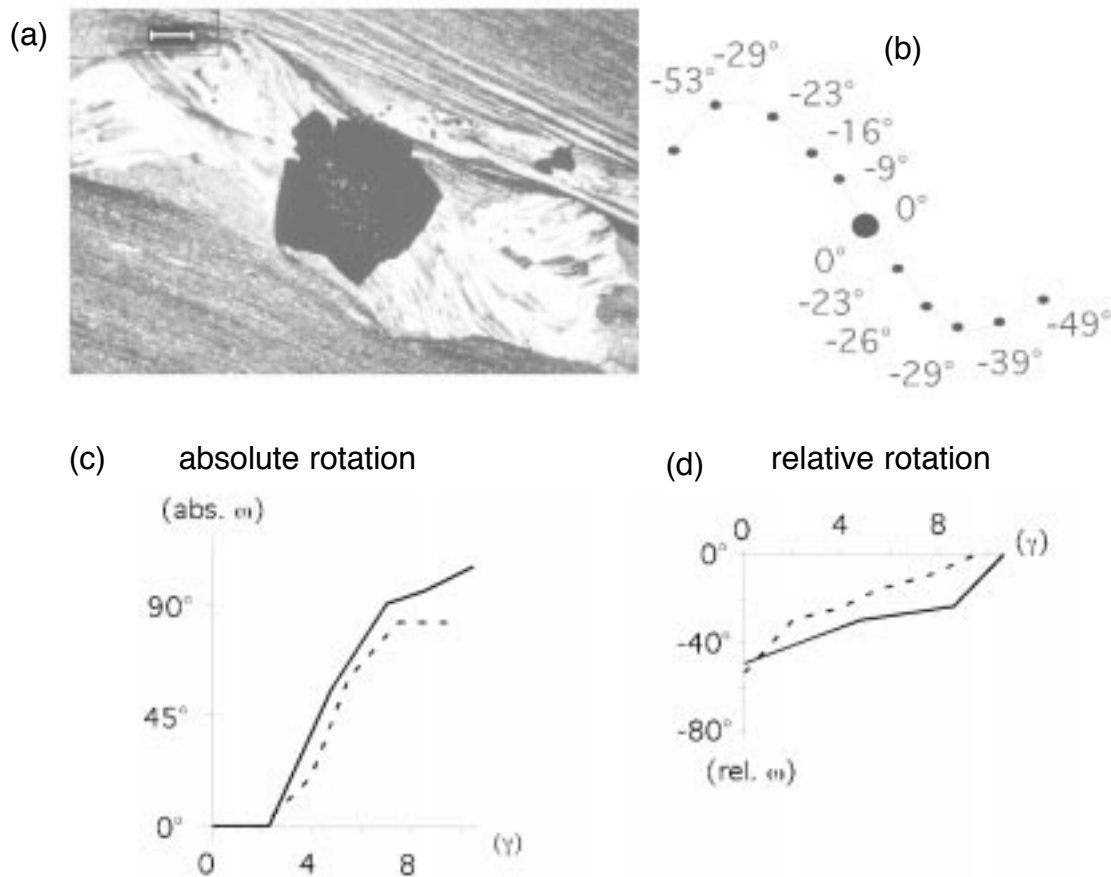 (a)
(b)
-53°
-29°
-23°
-16°
-9°
0°
0°
-23°
-26°
-29°
-39°
-49°
(c) absolute rotation
(abs. ω)
90°
45°
0°
0 4 8 (γ)
(d) relative rotation
0 4 8 (γ)
0°
-40°
-80°
(rel. ω)